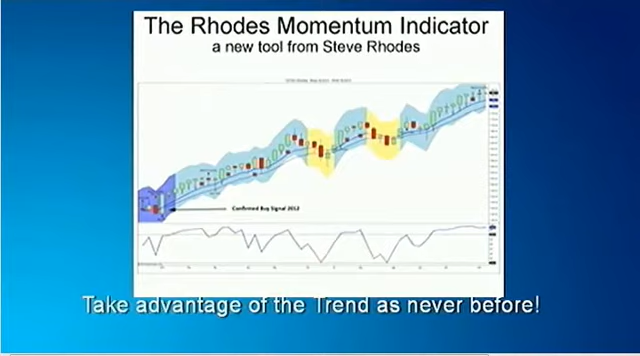 The Rhodes Momentum Indicator
a new tool from Steve Rhodes
Confirmed Buy Signal 2012
Take advantage of the Trend as never before!